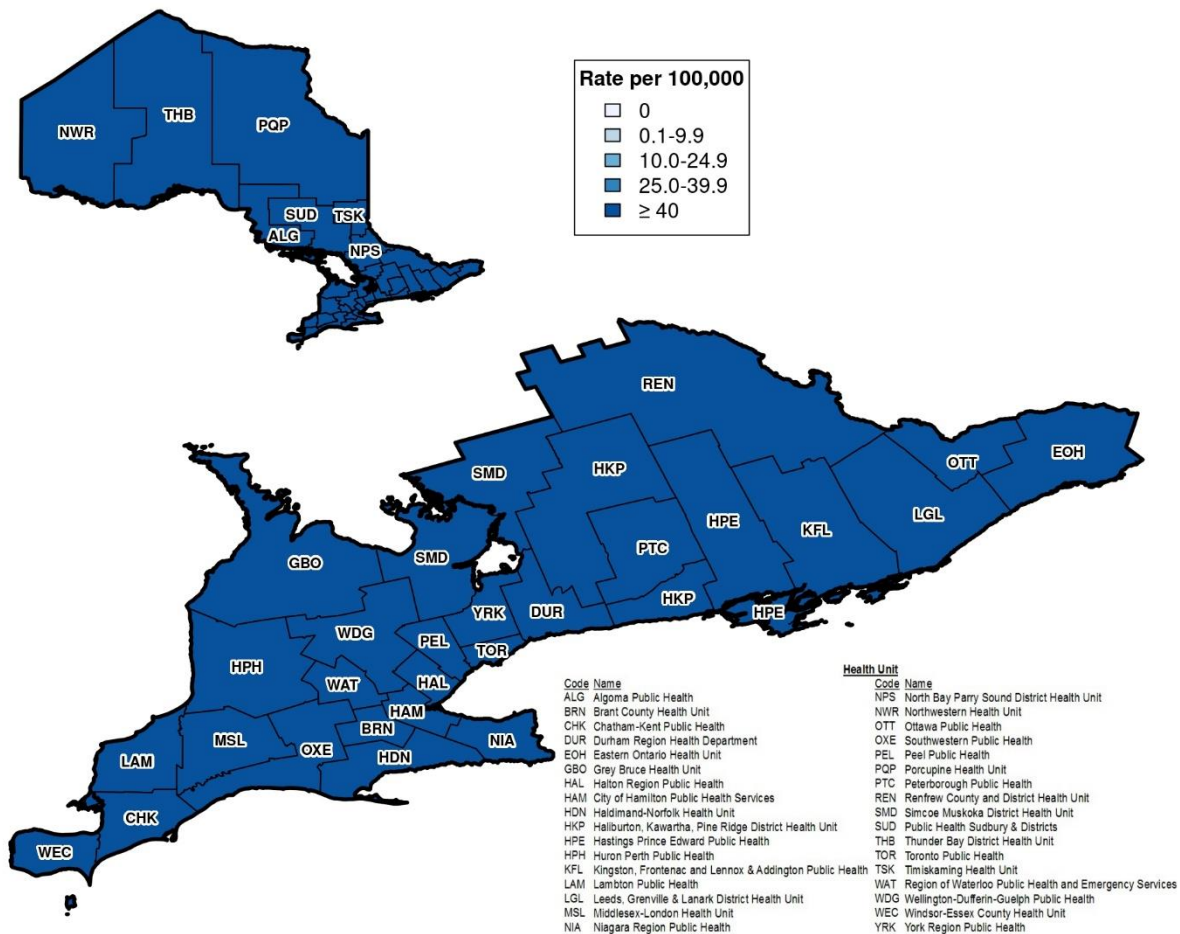 NWR
THB
PQP
SUD
TSK
ALG
NPS
Rate per 100,000
0
0.1-9.9
10.0-24.9
25.0-39.9
≥ 40
REN
SMD
HKP
OTT
EOH
HPE
KFL
LGL
GBO
SMD
PTC
HKP
HPE
WDG
YRK
DUR
PEL
TOR
HPH
WAT
HAL
HAM
BRN
MSL
OXE
NIA
HDN
LAM
CHK
WEC
Health Unit
Code Name
ALG Algoma Public Health
BRN Brant County Health Unit
CHK Chatham-Kent Public Health
DUR Durham Region Health Department
EOH Eastern Ontario Health Unit
GBO Grey Bruce Health Unit
HAL Halton Region Public Health
HAM City of Hamilton Public Health Services
HDN Haldimand-Norfolk Health Unit
HKP Haliburton, Kawartha, Pine Ridge District Health Unit
HPE Hastings Prince Edward Public Health
HPH Huron Perth Public Health
KFL Kingston, Frontenac and Lennox & Addington Public Health
LAM Lambton Public Health
LGL Leeds, Grenville & Lanark District Health Unit
MSL Middlesex-London Health Unit
NIA Niagara Region Public Health
Code Name
NPS North Bay Parry Sound District Health Unit
NWR Northwestern Health Unit
OTT Ottawa Public Health
OXE Southwestern Public Health
PEL Peel Public Health
PQP Porcupine Health Unit
PTC Peterborough Public Health
REN Renfrew County and District Health Unit
SMD Simcoe Muskoka District Health Unit
SUD Public Health Sudbury & Districts
THB Thunder Bay District Health Unit
TOR Toronto Public Health
TSK Timiskaming Health Unit
WAT Region of Waterloo Public Health and Emergency Services
WDG Wellington-Dufferin-Guelph Public Health
WEC Windsor-Essex County Health Unit
YRK York Region Public Health